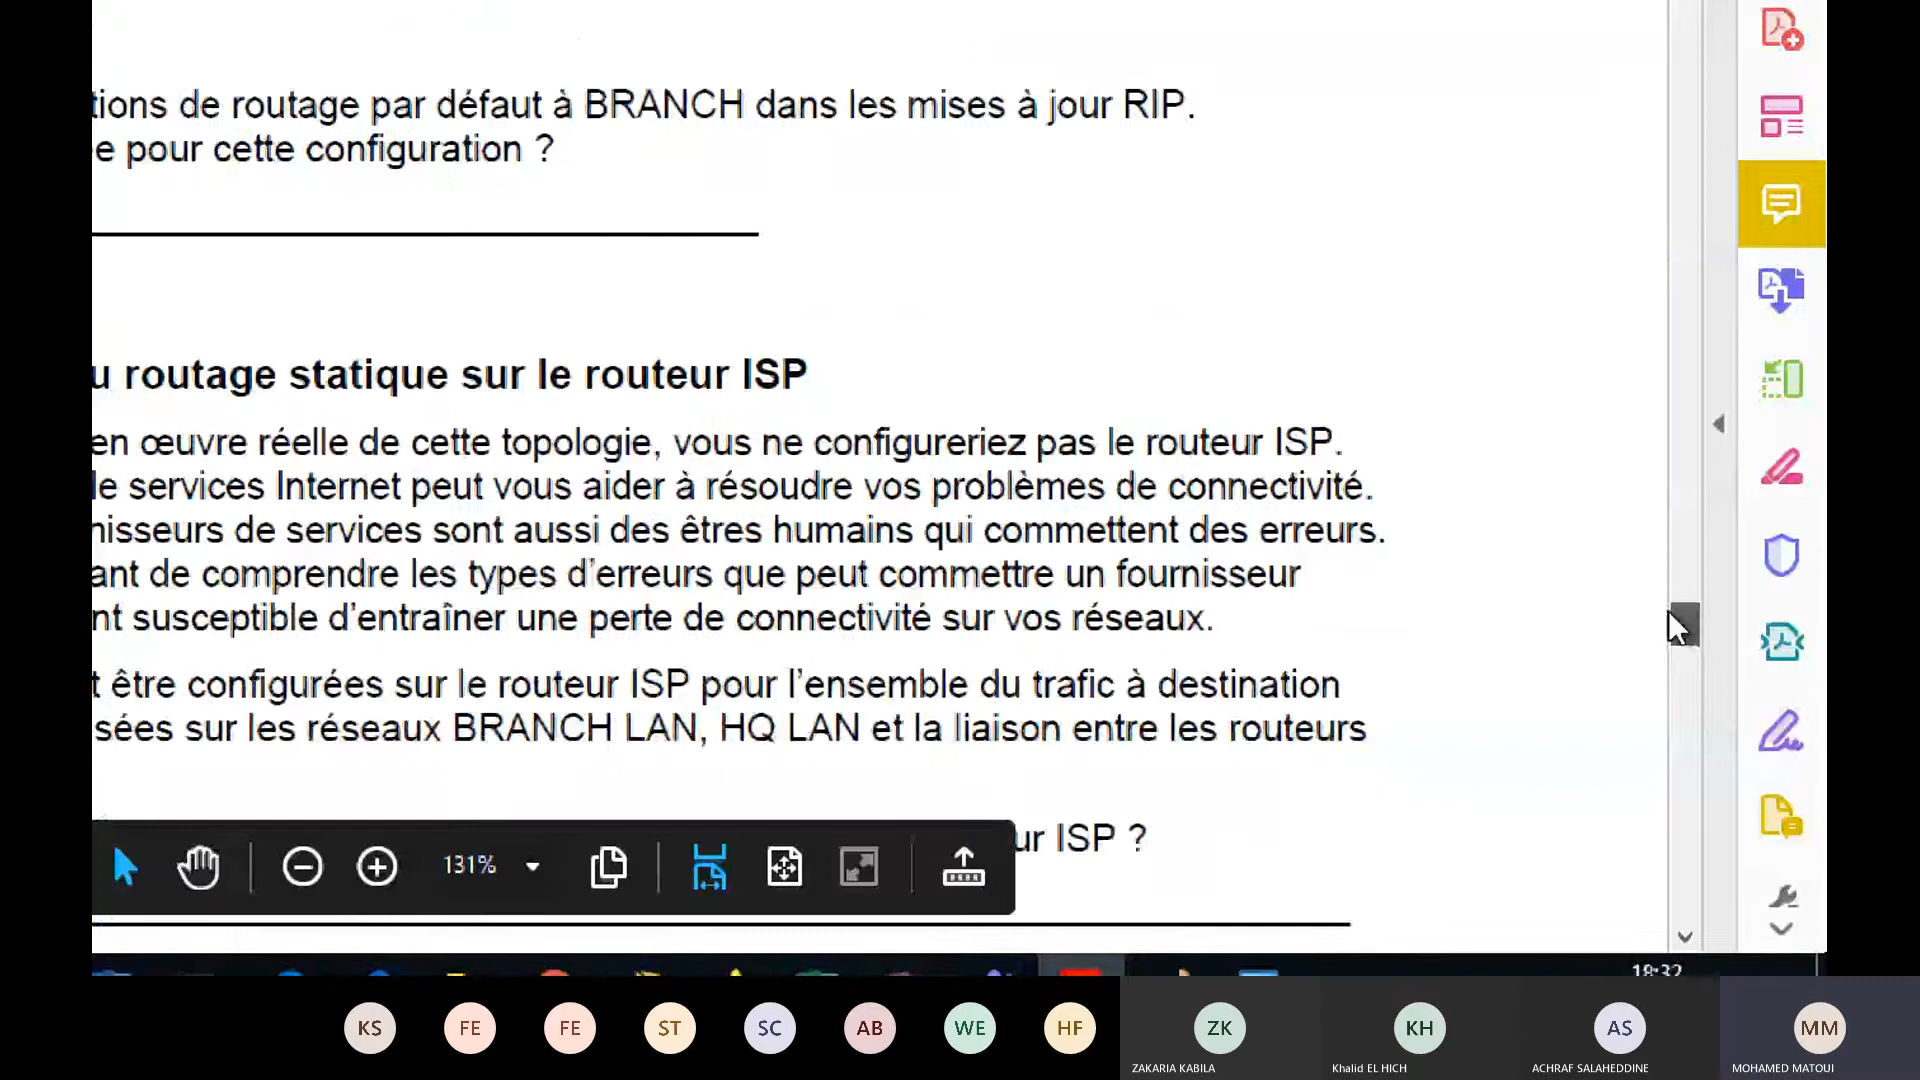 tions de routage par défaut à BRANCH dans les mises à jour RIP.
e pour cette configuration ?
u routage statique sur le routeur ISP
en œuvre réelle de cette topologie, vous ne configureriez pas le routeur ISP.
le services Internet peut vous aider à résoudre vos problèmes de connectivité.
nisseurs de services sont aussi des êtres humains qui commettent des erreurs.
ant de comprendre les types d’erreurs que peut commettre un fournisseur
nt susceptible d’entraîner une perte de connectivité sur vos réseaux.
t être configurées sur le routeur ISP pour l’ensemble du trafic à destination
sées sur les réseaux BRANCH LAN, HQ LAN et la liaison entre les routeurs
ur ISP ?
131%
18:32
KS FE FE ST SC AB WE HF ZK KH AS MM
ZAKARIA KABILA Khalid EL HICH ACHRAF SALAHEDDINE MOHAMED MATOUI